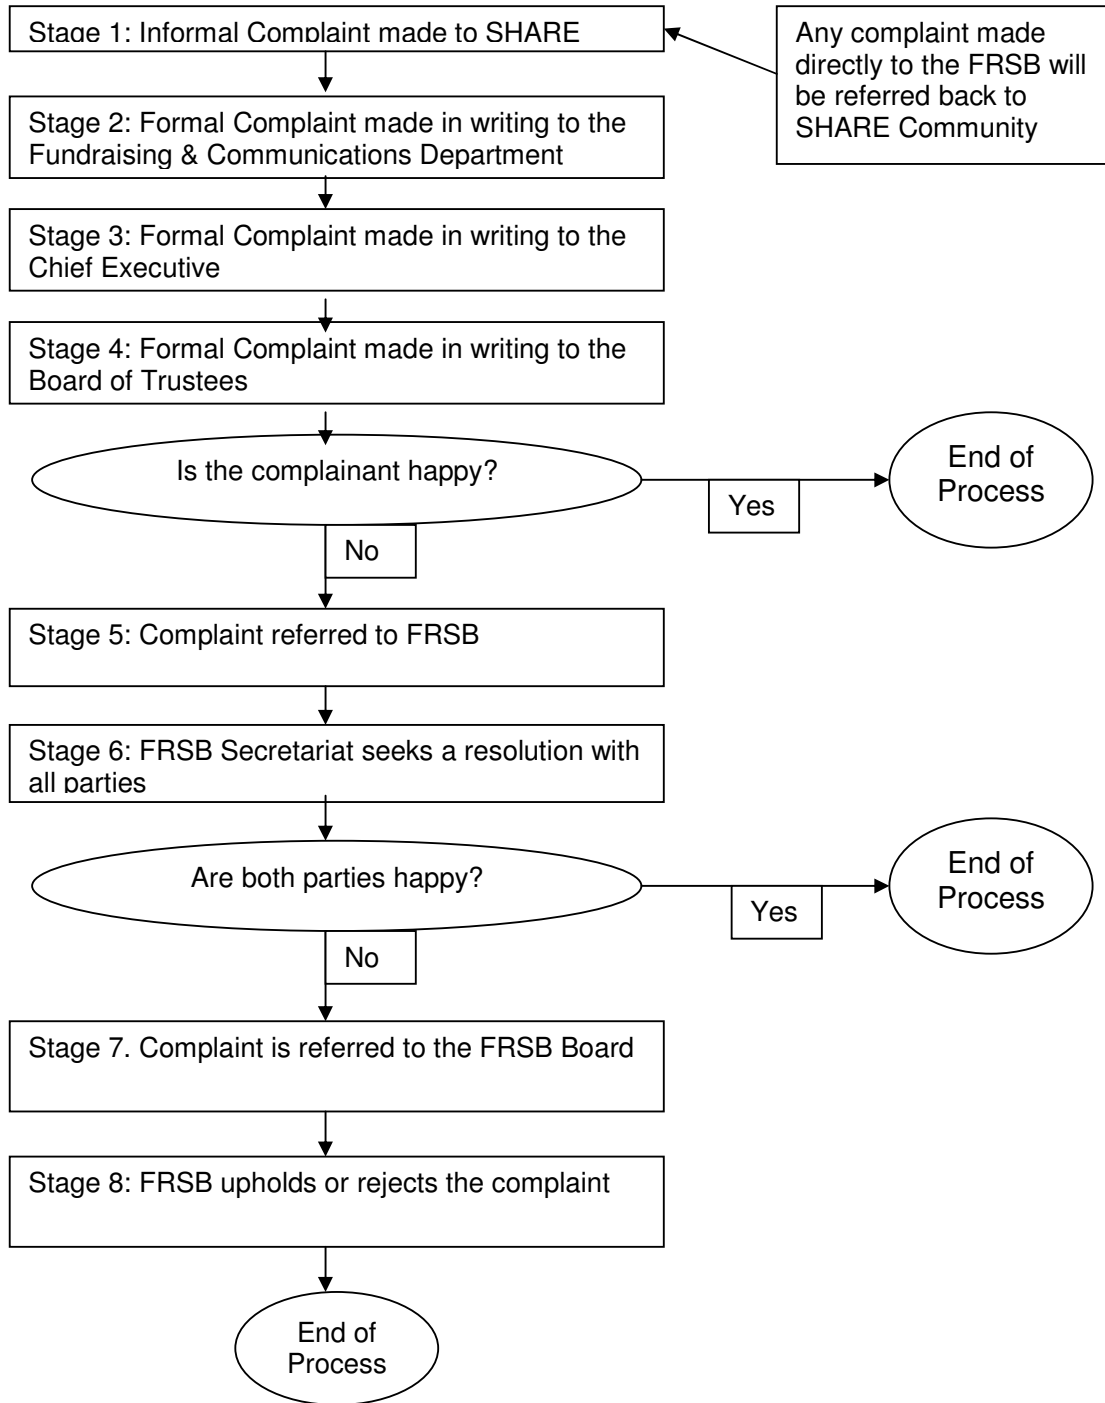 Stage 1: Informal Complaint made to SHARE
Any complaint made
directly to the FRSB will
be referred back to
SHARE Community
Stage 2: Formal Complaint made in writing to the
Fundraising & Communications Department
Stage 3: Formal Complaint made in writing to the
Chief Executive
Stage 4: Formal Complaint made in writing to the
Board of Trustees
Is the complainant happy?
Yes
End of
Process
No
Stage 5: Complaint referred to FRSB
Stage 6: FRSB Secretariat seeks a resolution with
all parties
Are both parties happy?
Yes
End of
Process
No
Stage 7. Complaint is referred to the FRSB Board
Stage 8: FRSB upholds or rejects the complaint
End of
Process